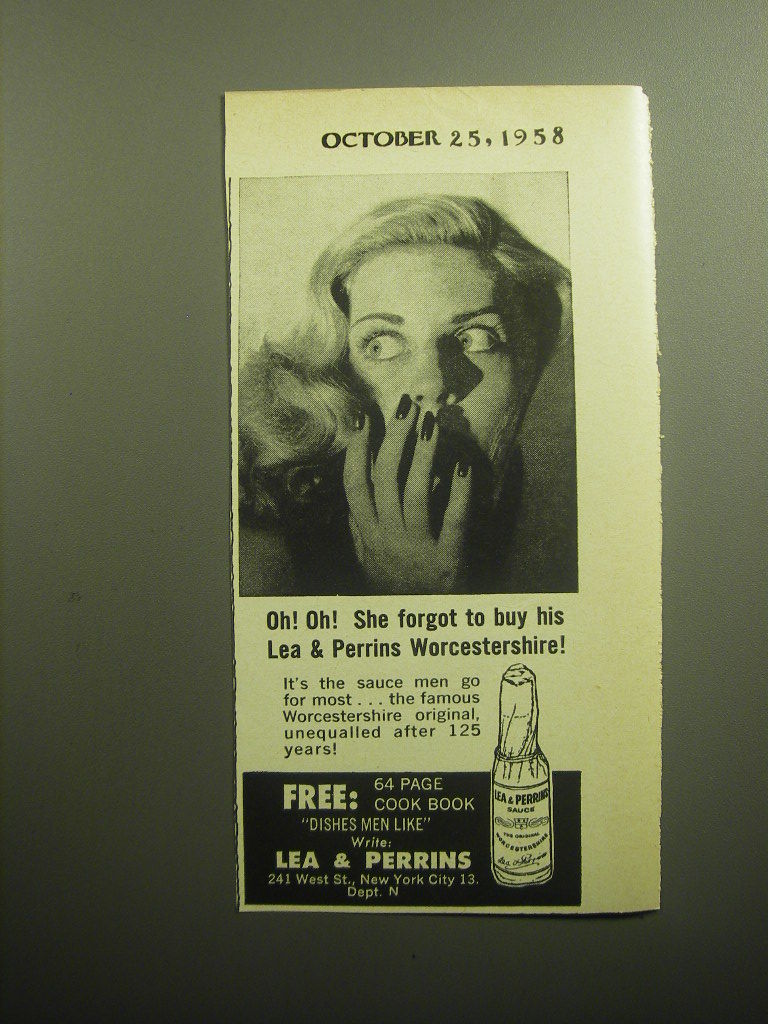 OCTOBER 25, 1958
Oh! Oh! She forgot to buy his
Lea & Perrins Worcestershire!
It's the sauce men go
for most . . . the famous
Worcestershire original,
unequalled after 125
years!
FREE: 64 PAGE
COOK BOOK
"DISHES MEN LIKE"
Write:
LEA & PERRINS
241 West St., New York City 13.
Dept. N
LEA & PERRINS
SAUCE
THE ORIGINAL
WORCESTERSHIRE
Lea & Perrins